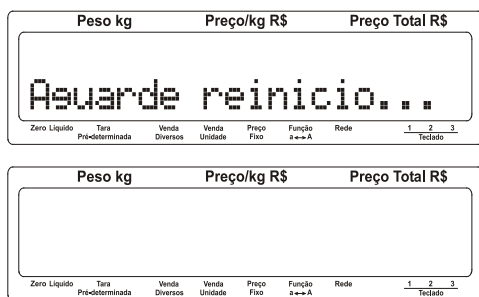 Peso kg Preço/kg R$ Preço Total R$
Aguarde reinicio...
Zero Líquido Tara Venda Venda Preço Função Rede 1 2 3
Pré-determinada Diversos Unidade Fixo a↔A Teclado
Peso kg Preço/kg R$ Preço Total R$
Zero Líquido Tara Venda Venda Preço Função Rede 1 2 3
Pré-determinada Diversos Unidade Fixo a↔A Teclado